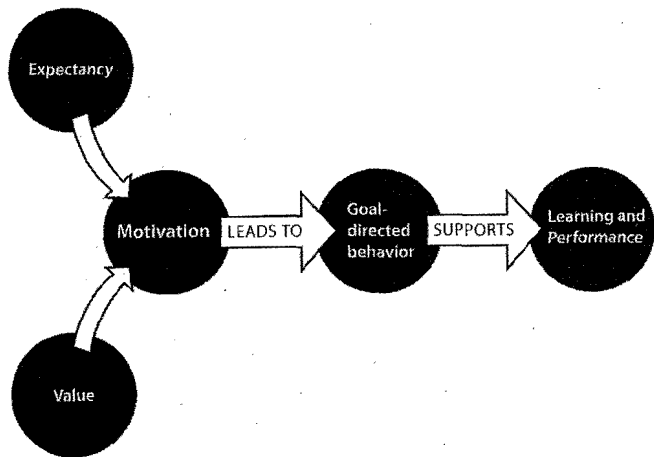 Expectancy
Motivation
LEADS TO
Goal-
directed
behavior
SUPPORTS
Learning and
Performance
Value